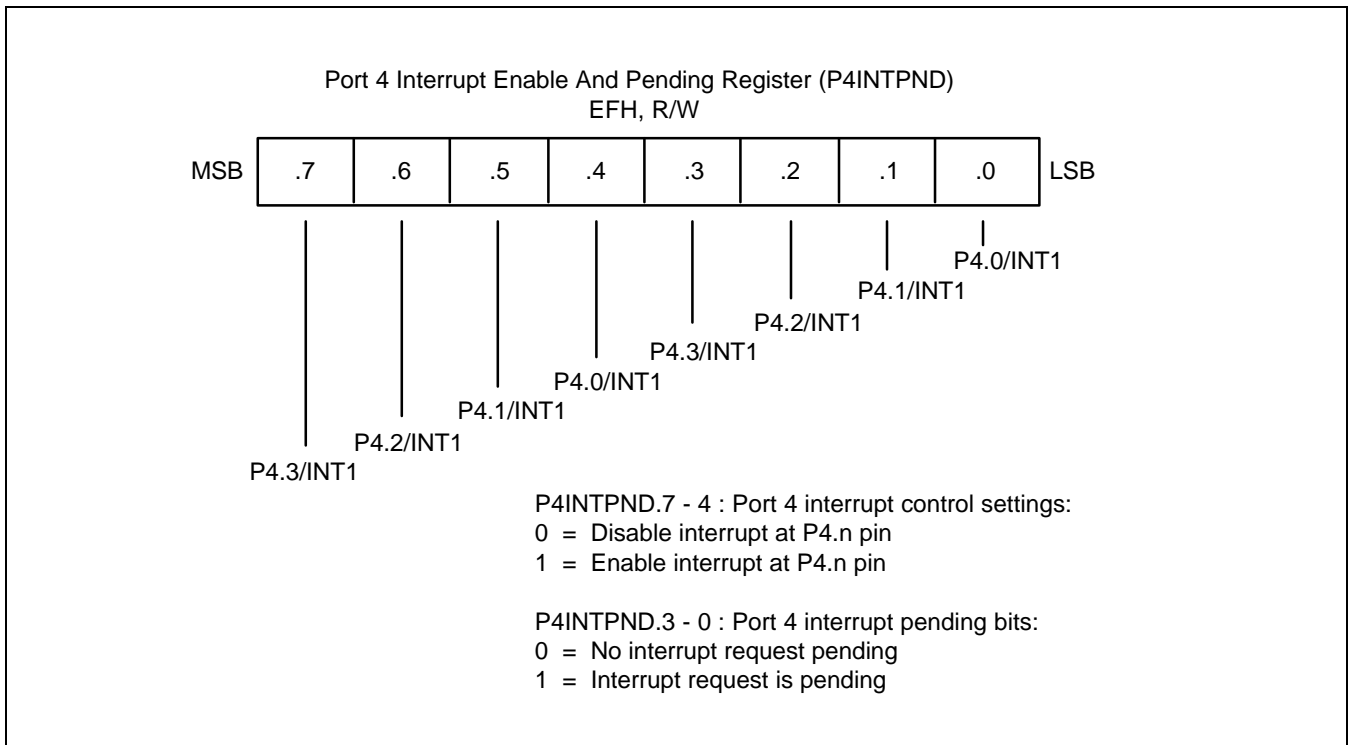 Port 4 Interrupt Enable And Pending Register (P4INTPND)
EFH, R/W
MSB .7 .6 .5 .4 .3 .2 .1 .0 LSB
P4.0/INT1
P4.1/INT1
P4.2/INT1
P4.3/INT1
P4.0/INT1
P4.1/INT1
P4.2/INT1
P4.3/INT1
P4INTPND.7 - 4 : Port 4 interrupt control settings:
0 = Disable interrupt at P4.n pin
1 = Enable interrupt at P4.n pin
P4INTPND.3 - 0 : Port 4 interrupt pending bits:
0 = No interrupt request pending
1 = Interrupt request is pending